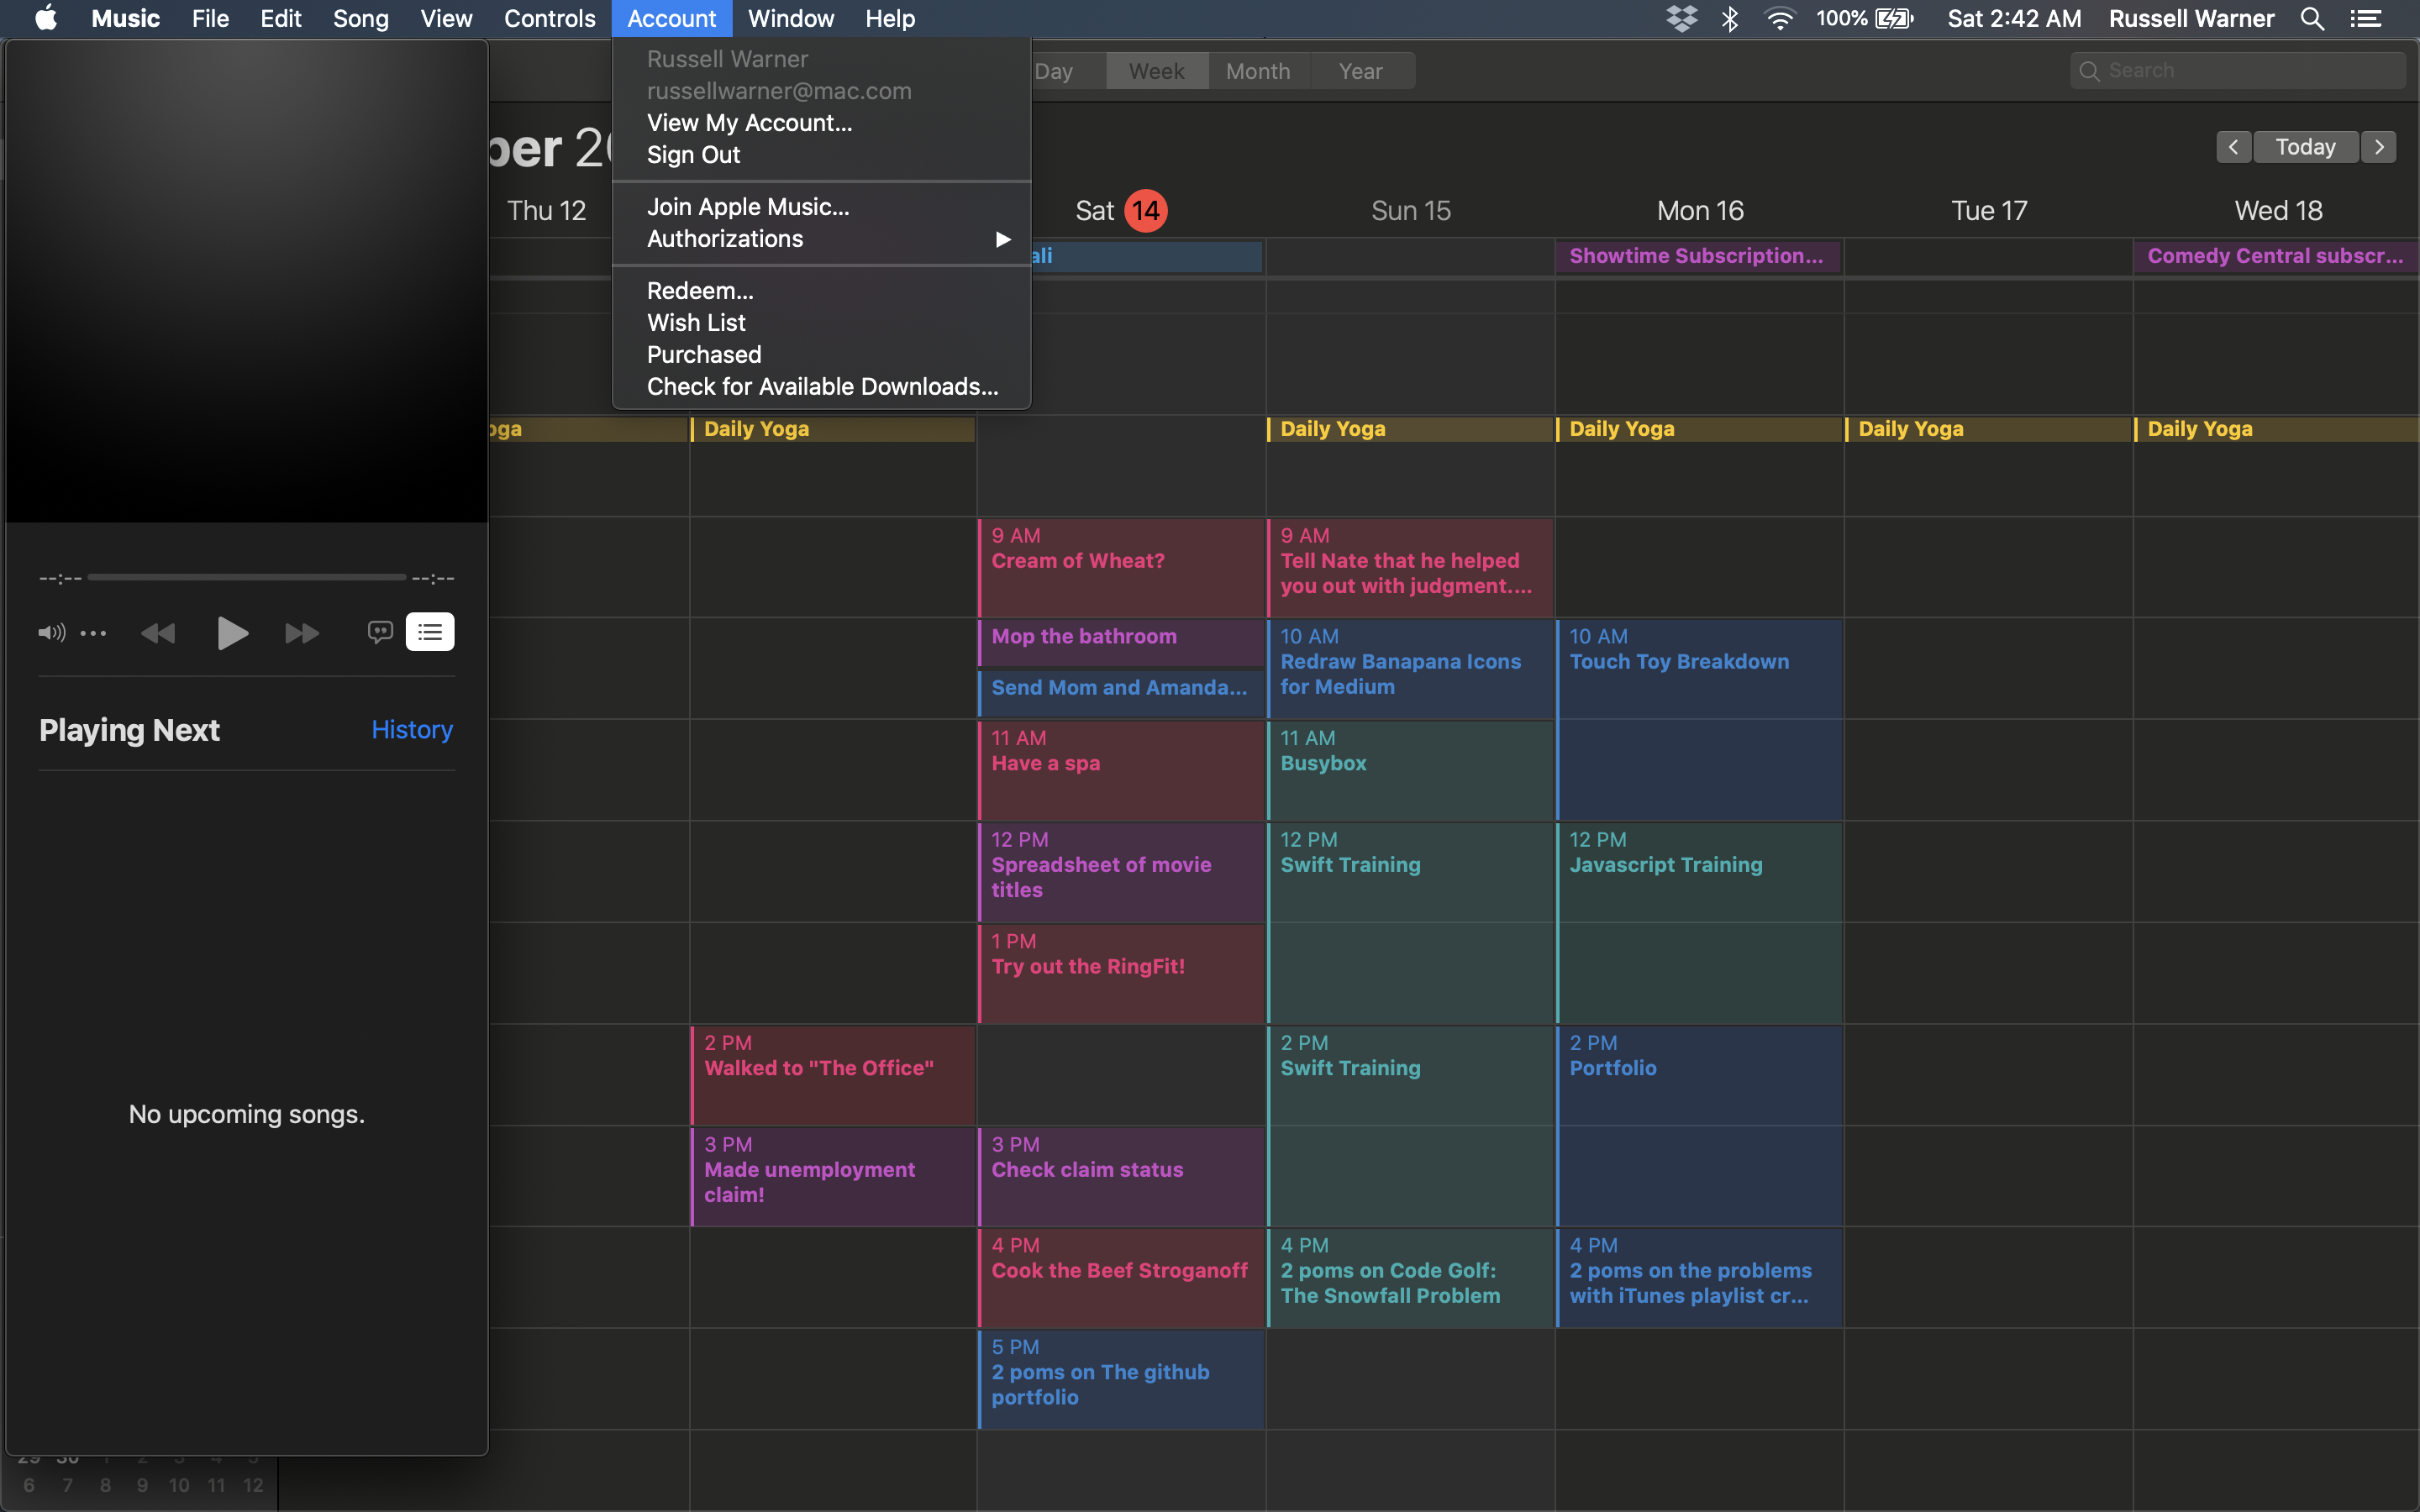 Music File Edit Song View Controls Account Window Help 100% Sat 2:42 AM Russell Warner
Russell Warner
russellwarner@mac.com
View My Account...
Sign Out
Join Apple Music...
Authorizations
Redeem...
Wish List
Purchased
Check for Available Downloads...
--:-- --:--
Playing Next History
No upcoming songs.
Day Week Month Year Search
ber 20
Today
Thu 12 Sat 14 Sun 15 Mon 16 Tue 17 Wed 18
ali Showtime Subscription... Comedy Central subscr...
oga Daily Yoga Daily Yoga Daily Yoga Daily Yoga Daily Yoga
2 PM
Walked to "The Office"
3 PM
Made unemployment
claim!
9 AM
Cream of Wheat?
Mop the bathroom
Send Mom and Amanda...
11 AM
Have a spa
12 PM
Spreadsheet of movie
titles
1 PM
Try out the RingFit!
3 PM
Check claim status
4 PM
Cook the Beef Stroganoff
5 PM
2 poms on The github
portfolio
9 AM
Tell Nate that he helped
you out with judgment....
10 AM
Redraw Banapana Icons
for Medium
11 AM
Busybox
12 PM
Swift Training
2 PM
Swift Training
4 PM
2 poms on Code Golf:
The Snowfall Problem
10 AM
Touch Toy Breakdown
12 PM
Javascript Training
2 PM
Portfolio
4 PM
2 poms on the problems
with iTunes playlist cr...
29 30 1 2 3 4 5
6 7 8 9 10 11 12